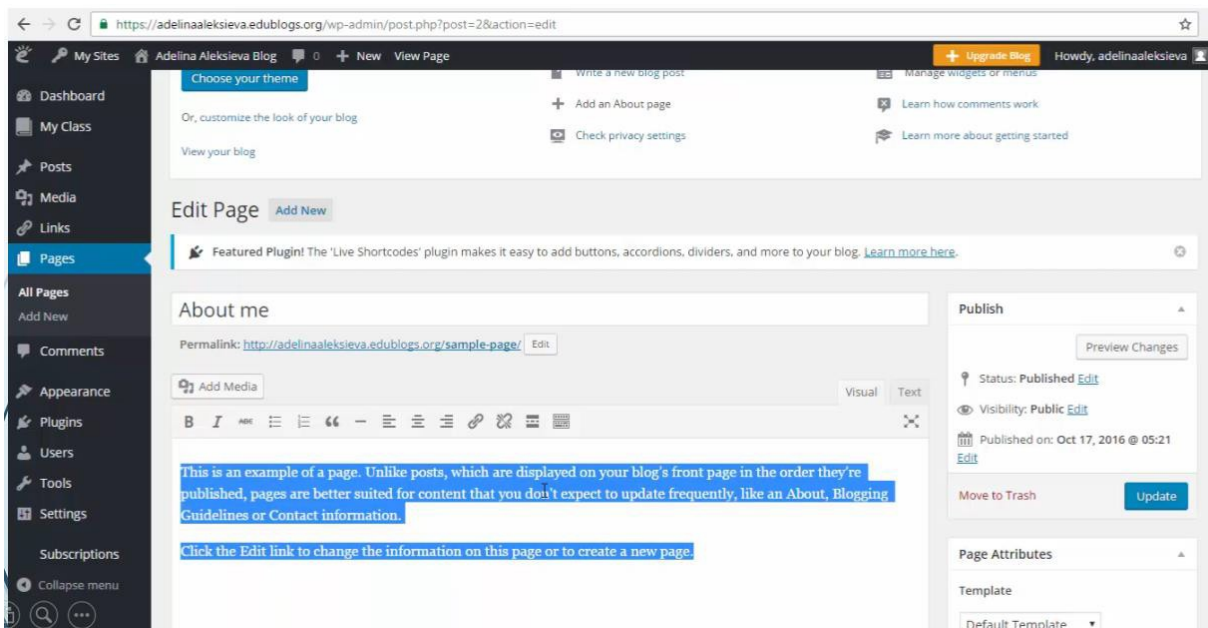 https://adelinaaleksieva.edublogs.org/wp-admin/post.php?post=2&action=edit
My Sites Adelina Aleksieva Blog 0 + New View Page + Upgrade Blog Howdy, adelinaaleksieva
Dashboard
My Class
Posts
Media
Links
Pages
All Pages
Add New
Comments
Appearance
Plugins
Users
Tools
Settings
Subscriptions
Collapse menu
Choose your theme
Or, customize the look of your blog
View your blog
Write a new blog post
Add an About page
Check privacy settings
Manage widgets or menus
Learn how comments work
Learn more about getting started
Edit Page Add New
Featured Plugin! The 'Live Shortcodes' plugin makes it easy to add buttons, accordions, dividers, and more to your blog. Learn more here.
About me
Permalink: http://adelinaaleksieva.edublogs.org/sample-page/ Edit
Add Media
Visual Text
B I ABC
This is an example of a page. Unlike posts, which are displayed on your blog's front page in the order they're
published, pages are better suited for content that you don't expect to update frequently, like an About, Blogging
Guidelines or Contact information.
Click the Edit link to change the information on this page or to create a new page.
Publish
Preview Changes
Status: Published Edit
Visibility: Public Edit
Published on: Oct 17, 2016 @ 05:21
Edit
Move to Trash Update
Page Attributes
Template
Default Template